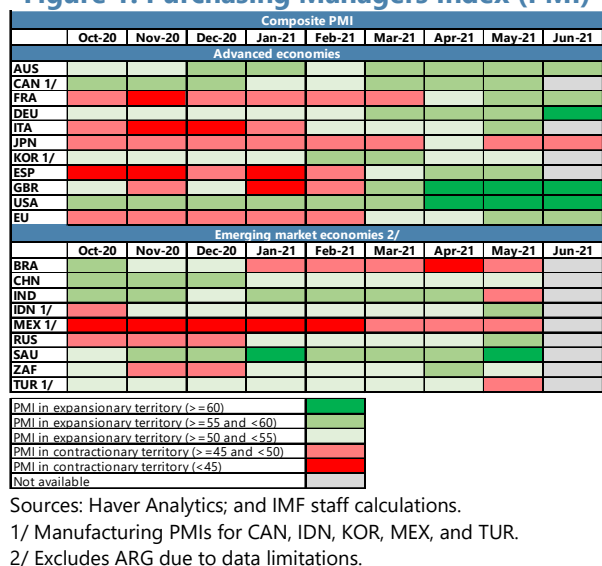 Figure 1. Purchasing Managers Index (PMI)
Composite PMI
Oct-20 Nov-20 Dec-20 Jan-21 Feb-21 Mar-21 Apr-21 May-21 Jun-21
Advanced economies
AUS
CAN 1/
FRA
DEU
ITA
JPN
KOR 1/
ESP
GBR
USA
EU
Emerging market economies 2/
Oct-20 Nov-20 Dec-20 Jan-21 Feb-21 Mar-21 Apr-21 May-21 Jun-21
BRA
CHN
IND
IDN 1/
MEX 1/
RUS
SAU
ZAF
TUR 1/
PMI in expansionary territory (>=60)
PMI in expansionary territory (>=55 and <60)
PMI in expansionary territory (>=50 and <55)
PMI in contractionary territory (>=45 and <50)
PMI in contractionary territory (<45)
Not available
Sources: Haver Analytics; and IMF staff calculations.
1/ Manufacturing PMIs for CAN, IDN, KOR, MEX, and TUR.
2/ Excludes ARG due to data limitations.